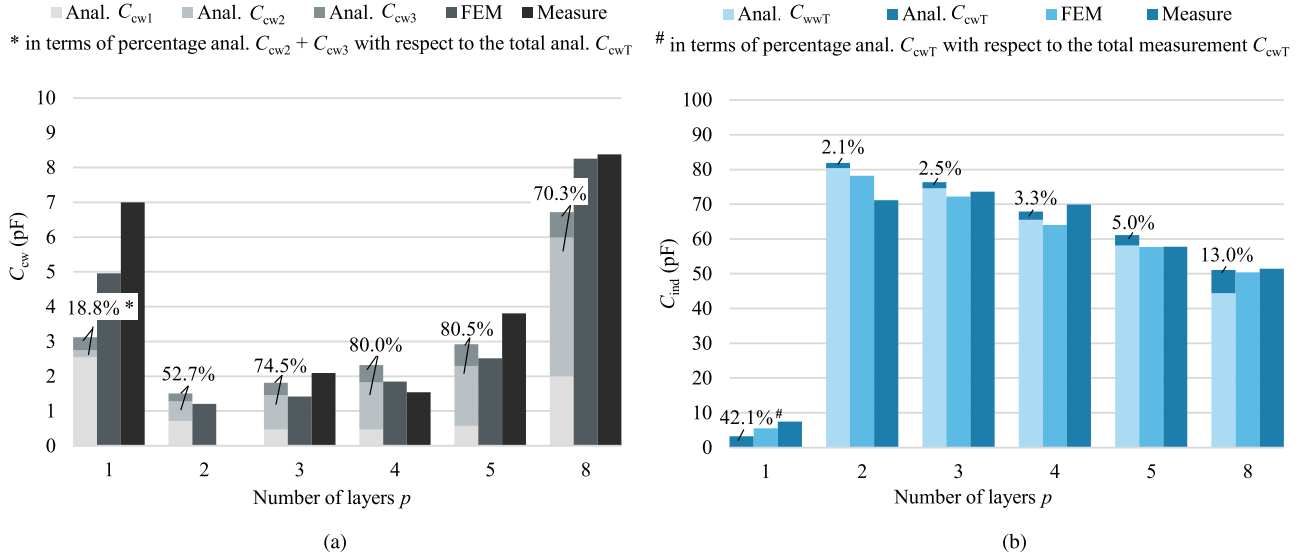 Anal. Ccw1 Anal. Ccw2 Anal. Ccw3 FEM Measure
* in terms of percentage anal. Ccw2 + Ccw3 with respect to the total anal. CcwT
10
9
8
7
6
5
4
3
2
1
0
Ccw (pF)
18.8% *
52.7%
74.5%
80.0%
80.5%
70.3%
1 2 3 4 5 8
Number of layers p
(a)
Anal. CwwT Anal. CcwT FEM Measure
# in terms of percentage anal. CcwT with respect to the total measurement CcwT
100
90
80
70
60
50
40
30
20
10
0
Cind (pF)
42.1%#
2.1%
2.5%
3.3%
5.0%
13.0%
1 2 3 4 5 8
Number of layers p
(b)